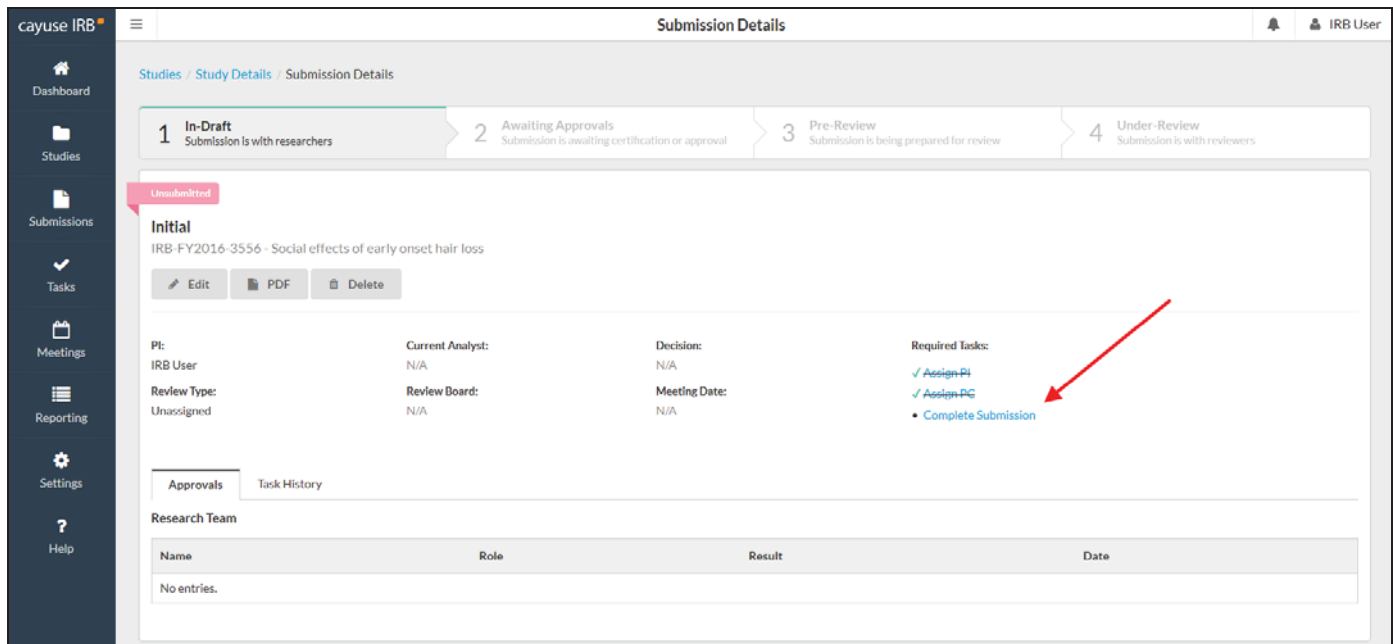 cayuse IRB
Submission Details
IRB User
Dashboard
Studies
Submissions
Tasks
Meetings
Reporting
Settings
? Help
Studies / Study Details / Submission Details
1 In-Draft
Submission is with researchers
2 Awaiting Approvals
Submission is awaiting certification or approval
3 Pre-Review
Submission is being prepared for review
4 Under-Review
Submission is with reviewers
Unsubmitted
Initial
IRB-FY2016-3556 - Social effects of early onset hair loss
Edit PDF Delete
PI: Current Analyst: Decision: Required Tasks:
IRB User N/A N/A
✓ Assign PI
Review Type: Review Board: Meeting Date:
✓ Assign PC
Unassigned N/A N/A
• Complete Submission
Approvals Task History
Research Team
Name Role Result Date
No entries.